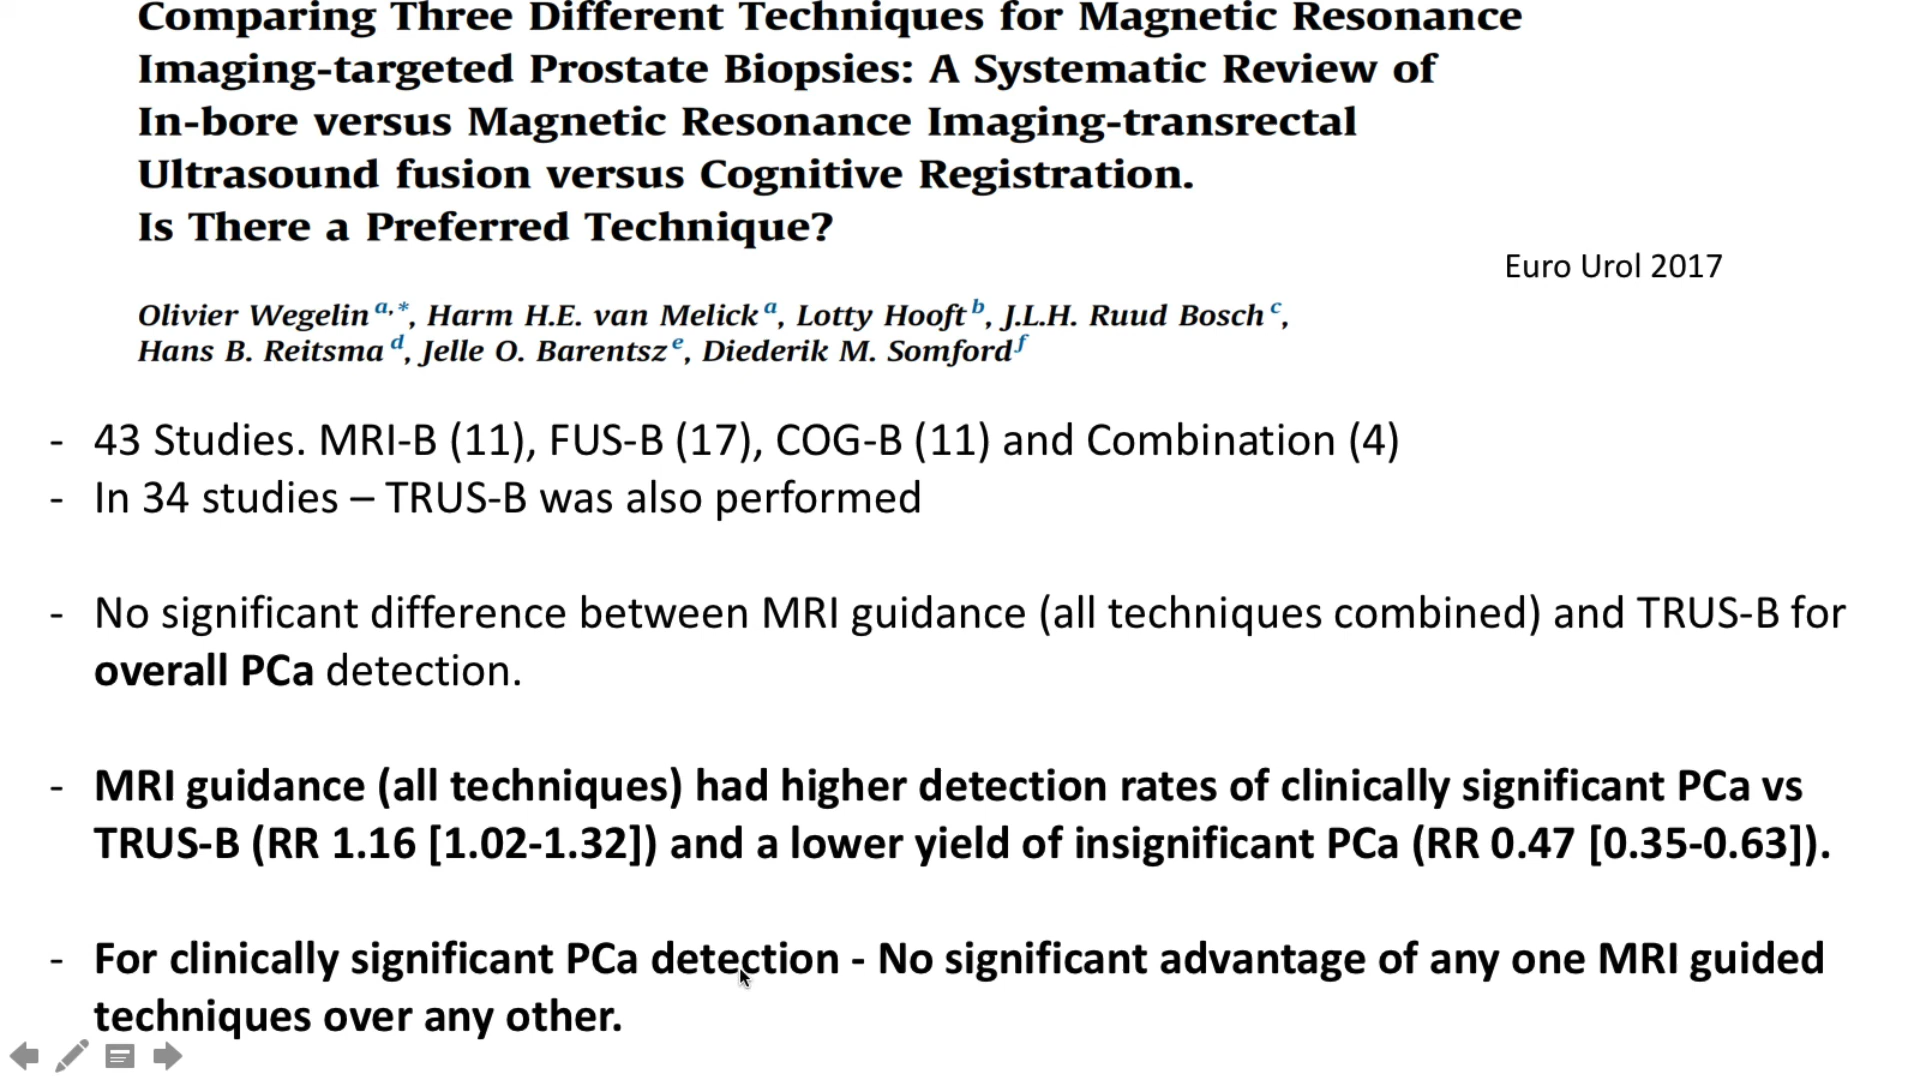 Comparing Three Different Techniques for Magnetic Resonance
Imaging-targeted Prostate Biopsies: A Systematic Review of
In-bore versus Magnetic Resonance Imaging-transrectal
Ultrasound fusion versus Cognitive Registration.
Is There a Preferred Technique?
Euro Urol 2017
Olivier Wegelin a,*, Harm H.E. van Melick a, Lotty Hooft b, J.L.H. Ruud Bosch c,
Hans B. Reitsma d, Jelle O. Barentsz e, Diederik M. Somford f
- 43 Studies. MRI-B (11), FUS-B (17), COG-B (11) and Combination (4)
- In 34 studies – TRUS-B was also performed
- No significant difference between MRI guidance (all techniques combined) and TRUS-B for
overall PCa detection.
- MRI guidance (all techniques) had higher detection rates of clinically significant PCa vs
TRUS-B (RR 1.16 [1.02-1.32]) and a lower yield of insignificant PCa (RR 0.47 [0.35-0.63]).
- For clinically significant PCa detection - No significant advantage of any one MRI guided
techniques over any other.